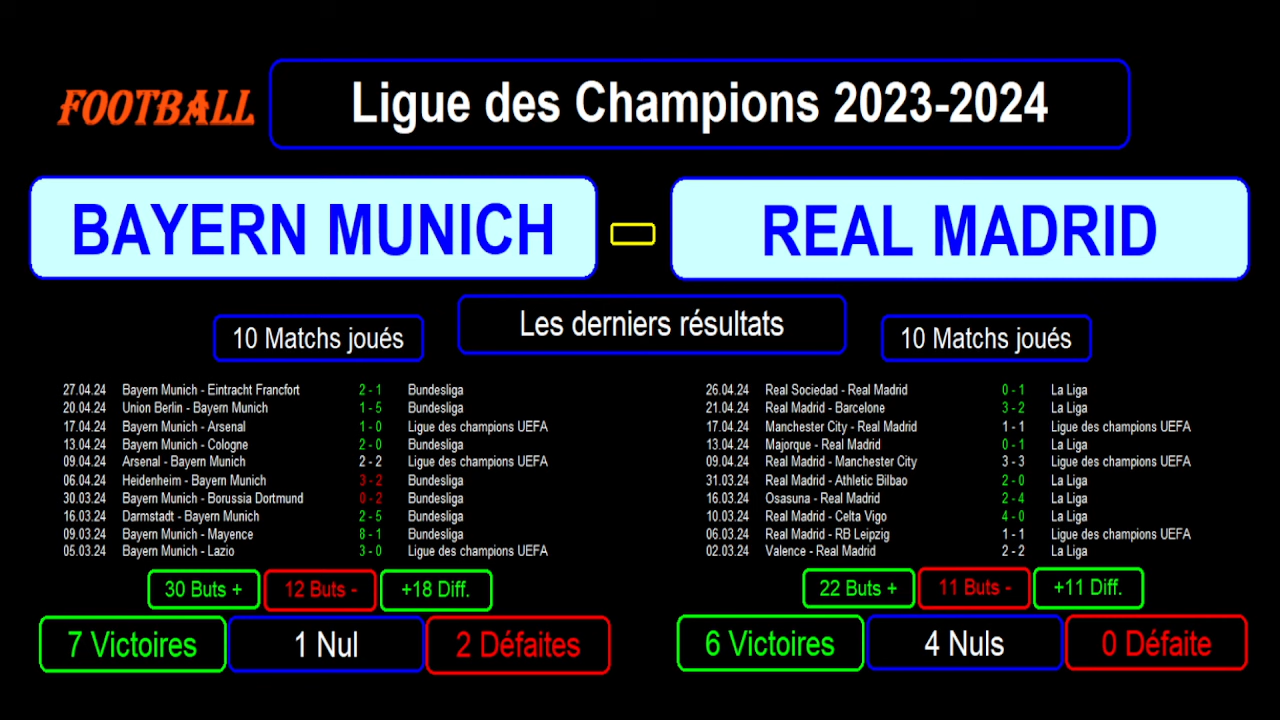 FOOTBALL
Ligue des Champions 2023-2024
BAYERN MUNICH - REAL MADRID
Les derniers résultats
10 Matchs joués
27.04.24 Bayern Munich - Eintracht Francfort 2 - 1 Bundesliga
20.04.24 Union Berlin - Bayern Munich 1 - 5 Bundesliga
17.04.24 Bayern Munich - Arsenal 1 - 0 Ligue des champions UEFA
13.04.24 Bayern Munich - Cologne 2 - 0 Bundesliga
09.04.24 Arsenal - Bayern Munich 2 - 2 Ligue des champions UEFA
06.04.24 Heidenheim - Bayern Munich 3 - 2 Bundesliga
30.03.24 Bayern Munich - Borussia Dortmund 0 - 2 Bundesliga
16.03.24 Darmstadt - Bayern Munich 2 - 5 Bundesliga
09.03.24 Bayern Munich - Mayence 8 - 1 Bundesliga
05.03.24 Bayern Munich - Lazio 3 - 0 Ligue des champions UEFA
30 Buts + 12 Buts - +18 Diff.
7 Victoires 1 Nul 2 Défaites
10 Matchs joués
26.04.24 Real Sociedad - Real Madrid 0 - 1 La Liga
21.04.24 Real Madrid - Barcelone 3 - 2 La Liga
17.04.24 Manchester City - Real Madrid 1 - 1 Ligue des champions UEFA
13.04.24 Majorque - Real Madrid 0 - 1 La Liga
09.04.24 Real Madrid - Manchester City 3 - 3 Ligue des champions UEFA
31.03.24 Real Madrid - Athletic Bilbao 2 - 0 La Liga
16.03.24 Osasuna - Real Madrid 2 - 4 La Liga
10.03.24 Real Madrid - Celta Vigo 4 - 0 La Liga
06.03.24 Real Madrid - RB Leipzig 1 - 1 Ligue des champions UEFA
02.03.24 Valence - Real Madrid 2 - 2 La Liga
22 Buts + 11 Buts - +11 Diff.
6 Victoires 4 Nuls 0 Défaite